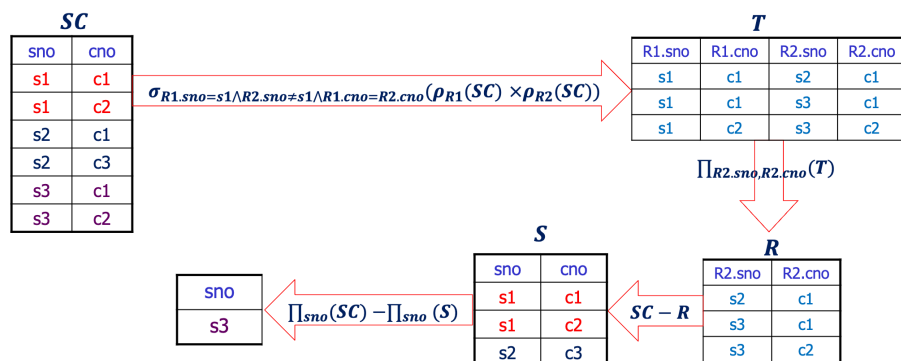 SC
sno cno
s1 c1
s1 c2
s2 c1
s2 c3
s3 c1
s3 c2
σR1.sno=s1∧R2.sno≠s1∧R1.cno=R2.cno(ρR1(SC) ×ρR2(SC))
T
R1.sno R1.cno R2.sno R2.cno
s1 c1 s2 c1
s1 c1 s3 c1
s1 c2 s3 c2
∏R2.sno,R2.cno(T)
R
R2.sno R2.cno
s2 c1
s3 c1
s3 c2
SC − R
S
sno cno
s1 c1
s1 c2
s2 c3
∏sno(SC) −∏sno (S)
sno
s3